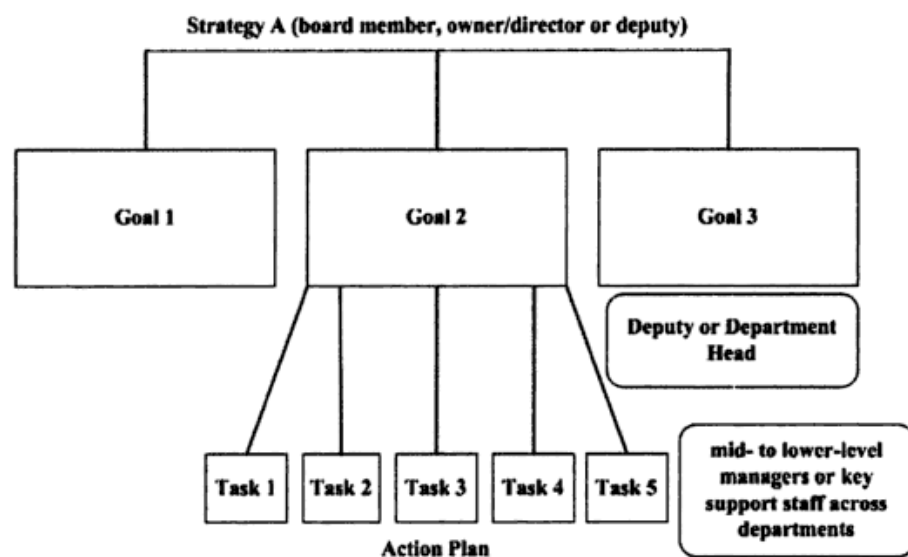 Strategy A (board member, owner/director or deputy)
Goal 1
Goal 2
Goal 3
Deputy or Department
Head
Task 1
Task 2
Task 3
Task 4
Task 5
mid- to lower-level
managers or key
support staff across
departments
Action Plan